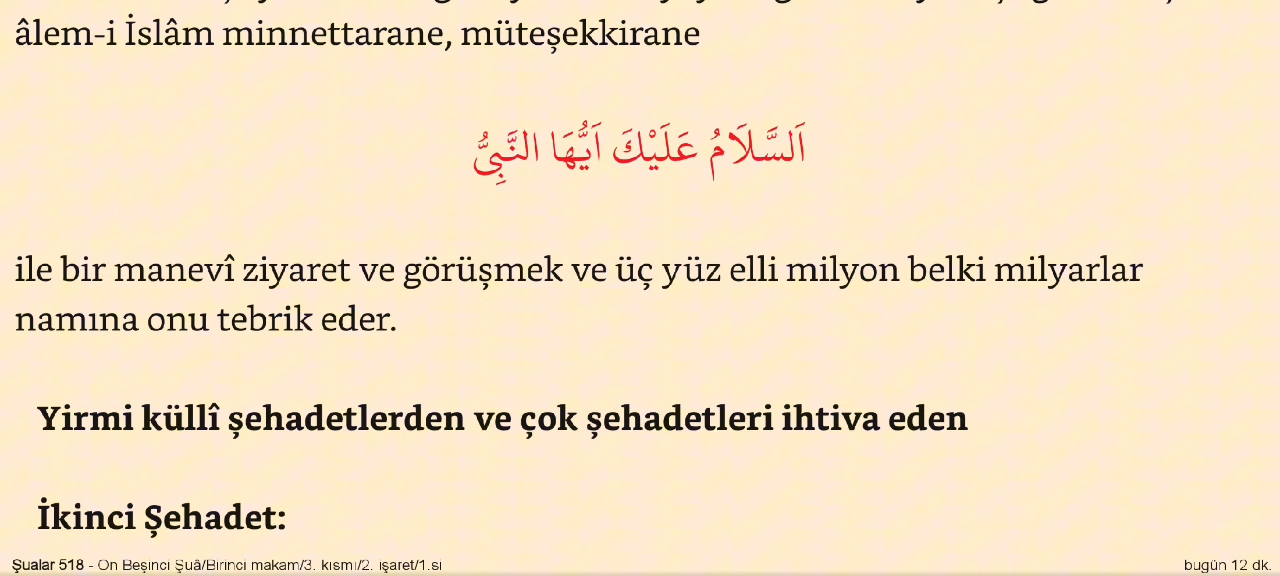 âlem-i İslâm minnettarane, müteşekkirane
اَلسَّلَامُ عَلَيْكَ اَيُّهَا النَّبِىُّ
ile bir manevî ziyaret ve görüşmek ve üç yüz elli milyon belki milyarlar
namına onu tebrik eder.
Yirmi küllî şehadetlerden ve çok şehadetleri ihtiva eden
İkinci Şehadet:
Şualar 518 - On Beşinci Şuâ/Birinci makam/3. kısmı/2. işaret/1.si bugün 12 dk.